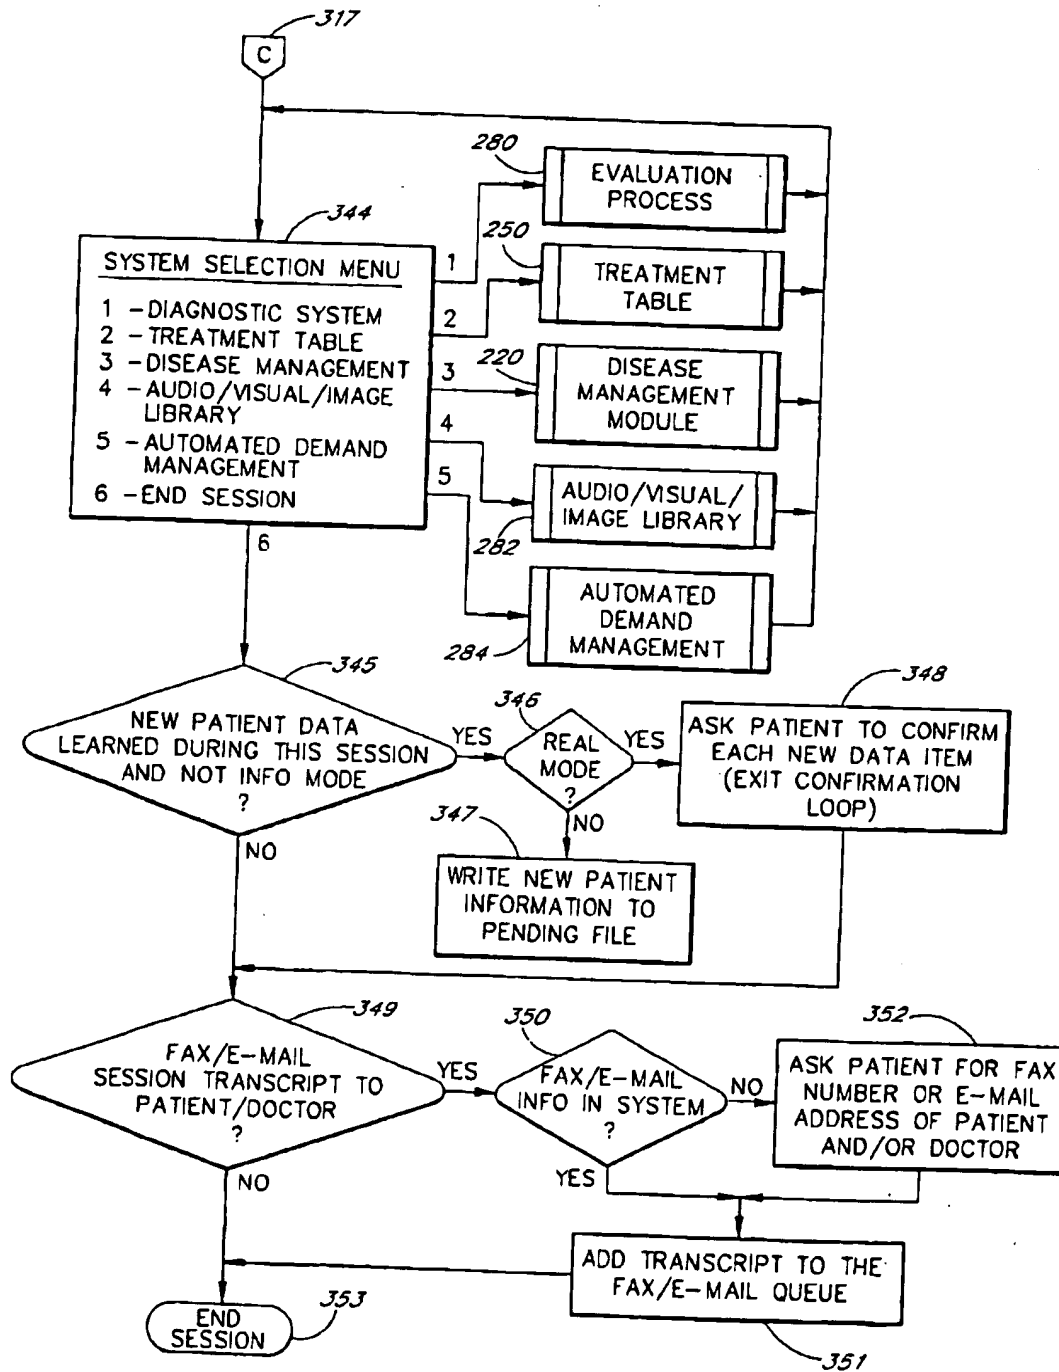 317
C
280
EVALUATION
PROCESS
344
250
SYSTEM SELECTION MENU
1 – DIAGNOSTIC SYSTEM
2 – TREATMENT TABLE
3 – DISEASE MANAGEMENT
4 – AUDIO/VISUAL/IMAGE
LIBRARY
5 – AUTOMATED DEMAND
MANAGEMENT
6 – END SESSION
1
2
3
4
5
6
TREATMENT
TABLE
220
DISEASE
MANAGEMENT
MODULE
AUDIO/VISUAL/
IMAGE LIBRARY
282
AUTOMATED
DEMAND
MANAGEMENT
284
345
NEW PATIENT DATA
LEARNED DURING THIS SESSION
AND NOT INFO MODE
?
YES
NO
346
REAL
MODE
?
YES
NO
348
ASK PATIENT TO CONFIRM
EACH NEW DATA ITEM
(EXIT CONFIRMATION
LOOP)
347
WRITE NEW PATIENT
INFORMATION TO
PENDING FILE
349
FAX/E-MAIL
SESSION TRANSCRIPT TO
PATIENT/DOCTOR
?
YES
NO
350
FAX/E-MAIL
INFO IN SYSTEM
?
NO
YES
352
ASK PATIENT FOR FAX
NUMBER OR E-MAIL
ADDRESS OF PATIENT
AND/OR DOCTOR
ADD TRANSCRIPT TO THE
FAX/E-MAIL QUEUE
351
END
SESSION
353